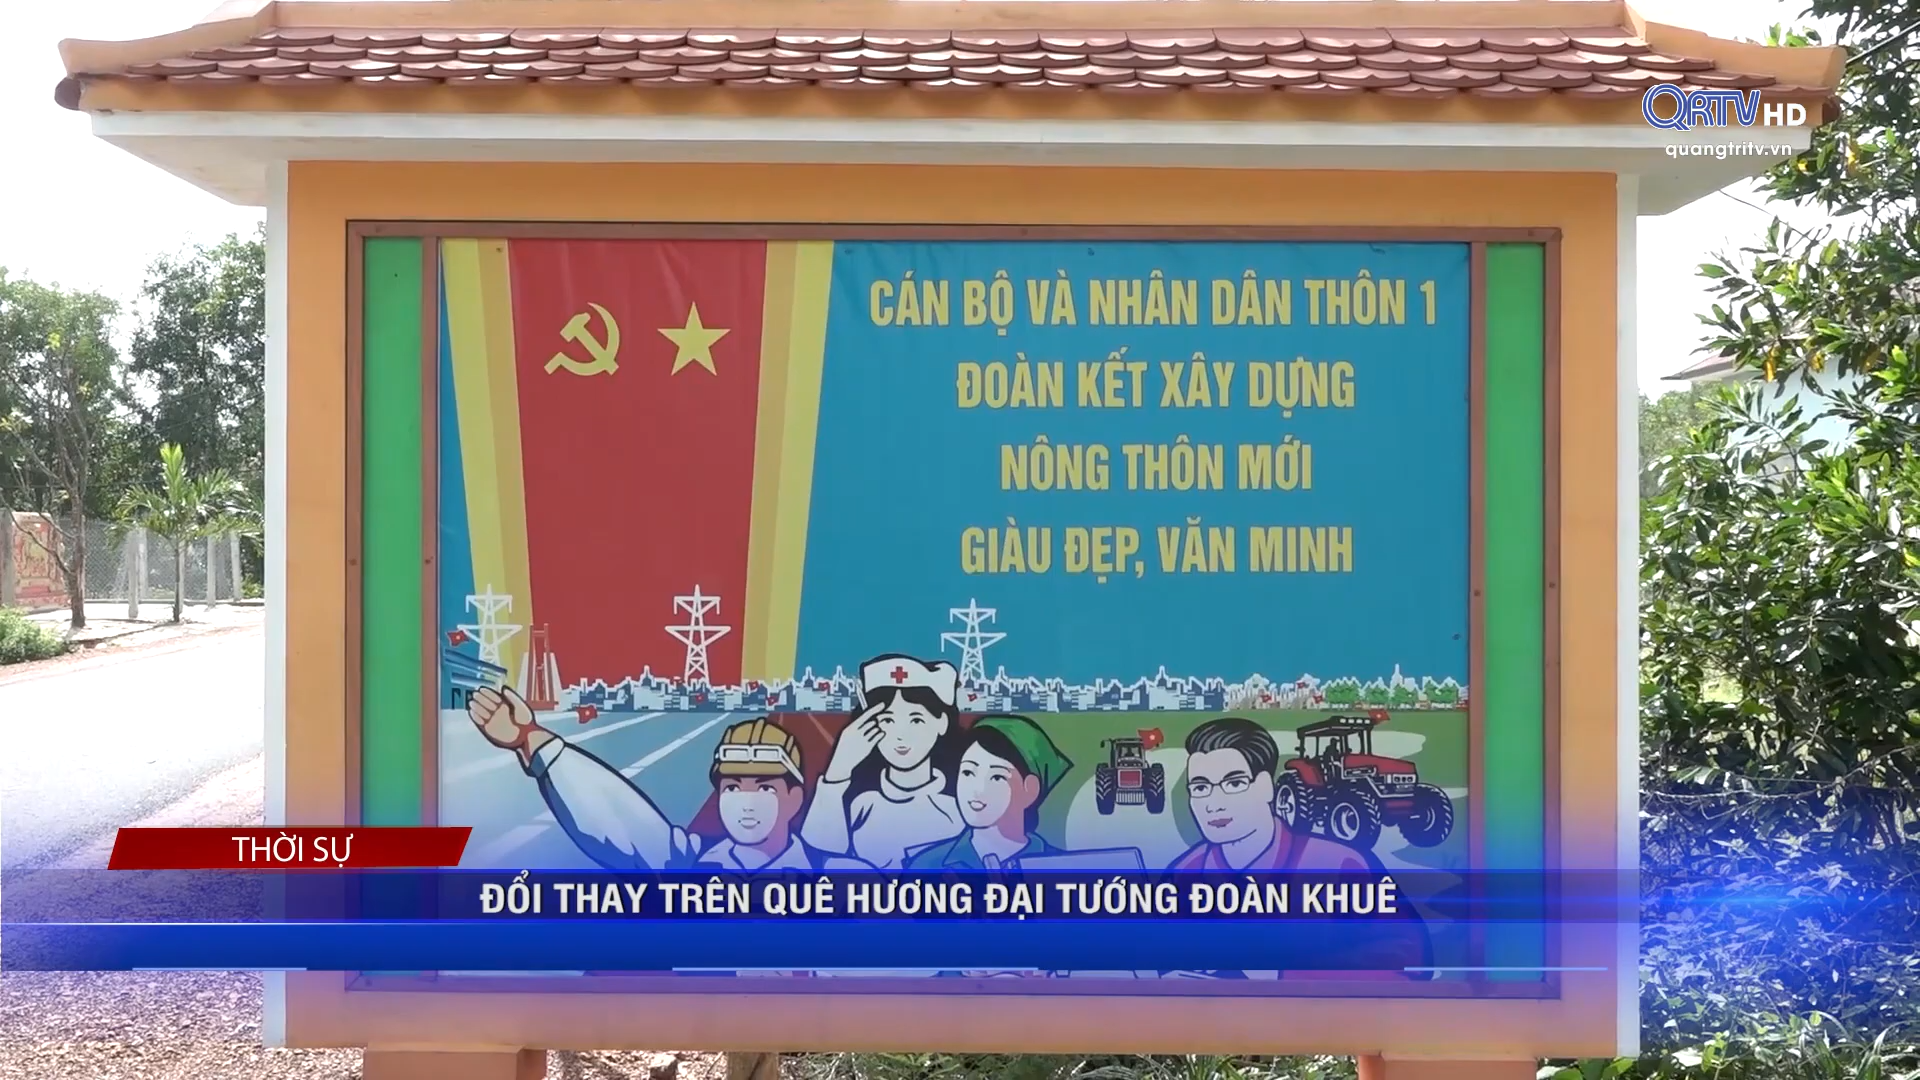 QRTV HD
quangtritv.vn
CÁN BỘ VÀ NHÂN DÂN THÔN 1
ĐOÀN KẾT XÂY DỰNG
NÔNG THÔN MỚI
GIÀU ĐẸP, VĂN MINH
THỜI SỰ
ĐỔI THAY TRÊN QUÊ HƯƠNG ĐẠI TƯỚNG ĐOÀN KHUÊ